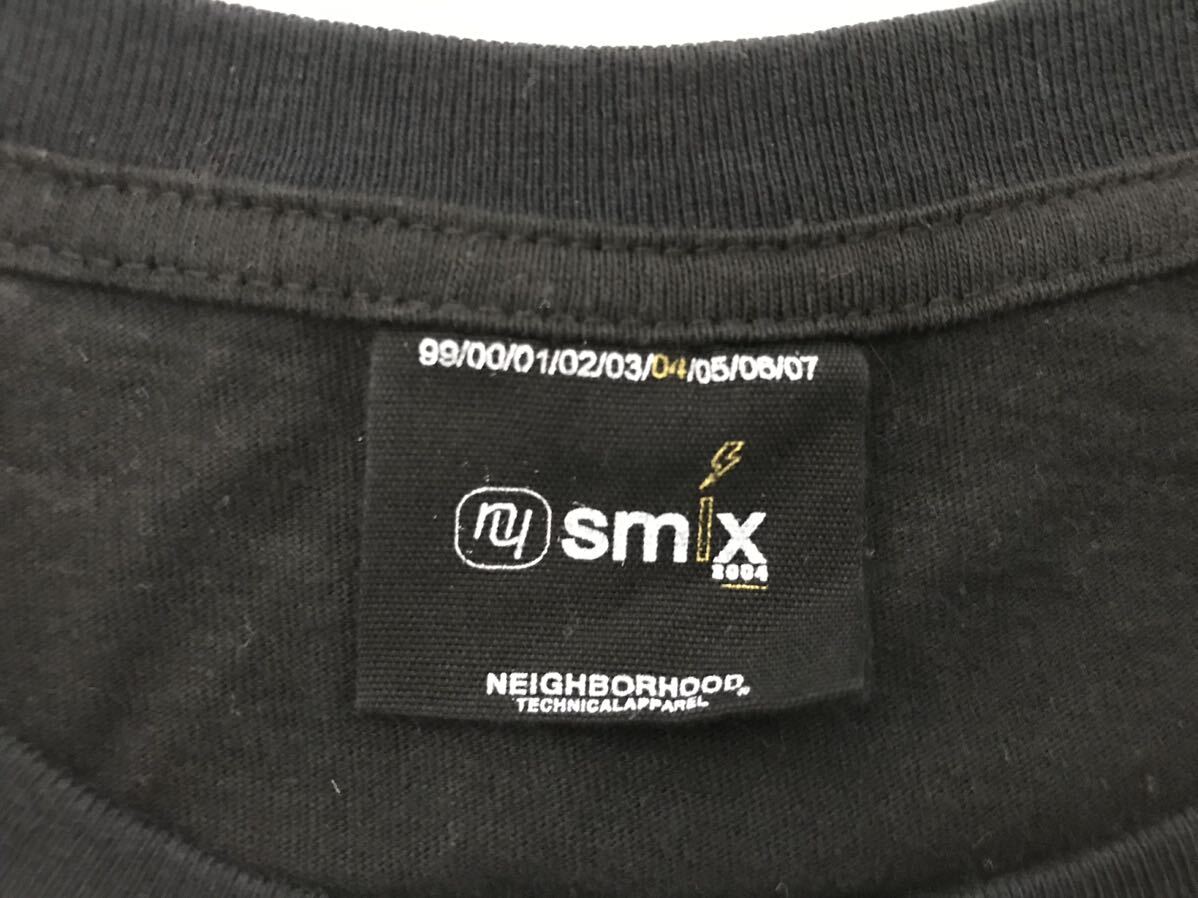 99/00/01/02/03/04/05/06/07
ny smix
2004
NEIGHBORHOOD
TECHNICALAPPAREL